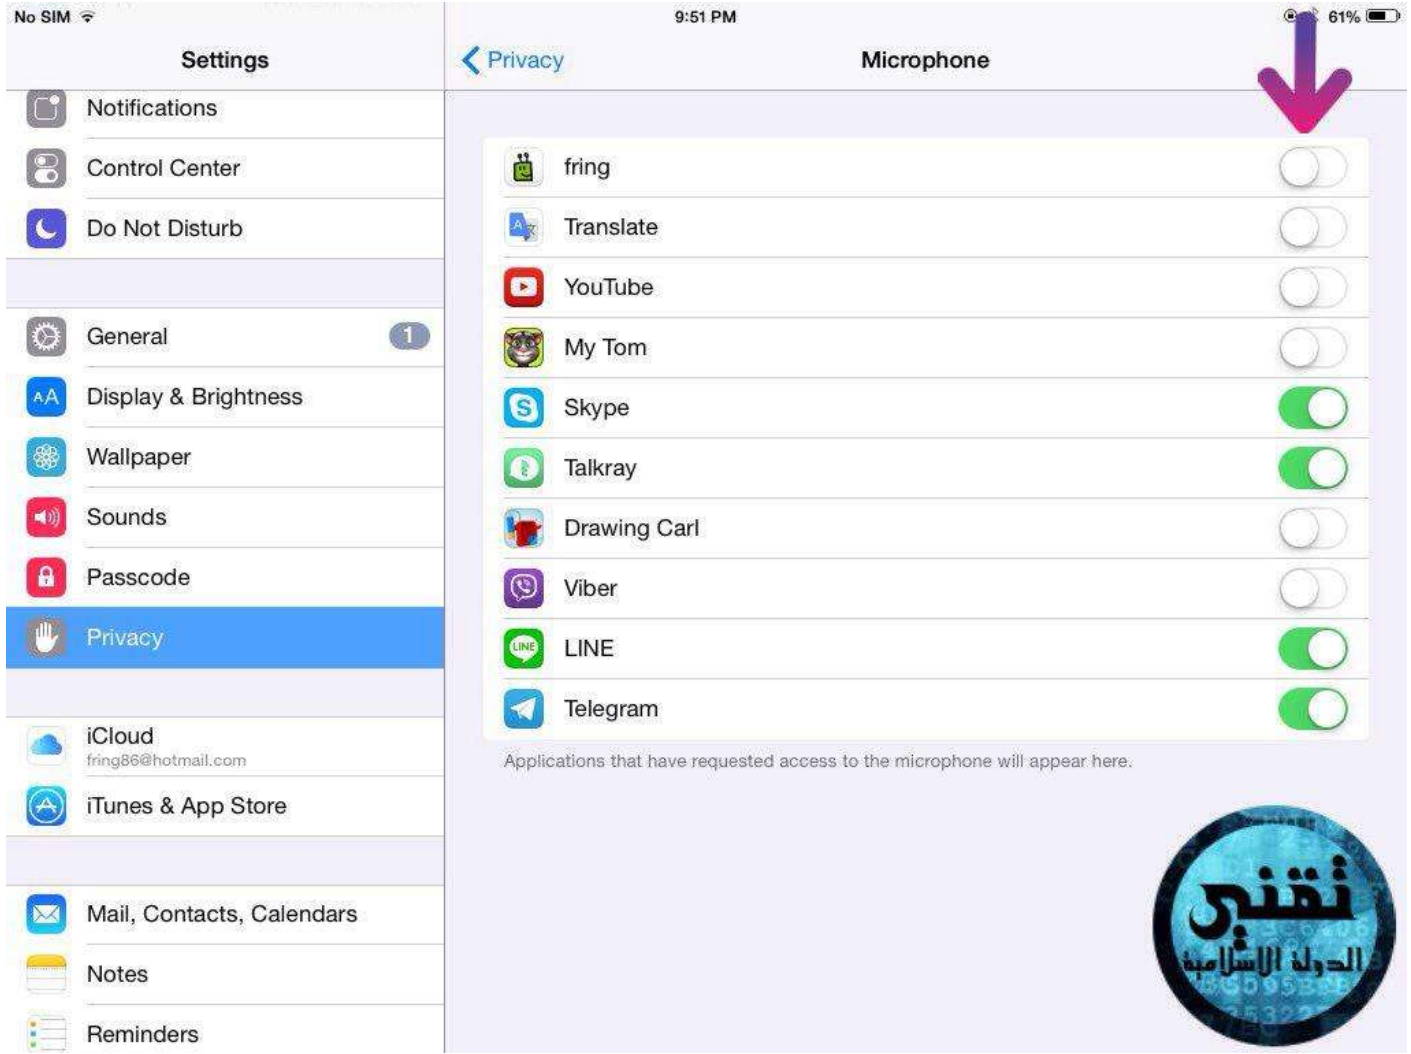 No SIM
9:51 PM
61%
Settings
Notifications
Control Center
Do Not Disturb
General
1
Display & Brightness
Wallpaper
Sounds
Passcode
Privacy
iCloud
fring86@hotmail.com
iTunes & App Store
Mail, Contacts, Calendars
Notes
Reminders
Privacy
Microphone
fring
Translate
YouTube
My Tom
Skype
Talkray
Drawing Carl
Viber
LINE
Telegram
Applications that have requested access to the microphone will appear here.
تقني
الدولة الاسلامية